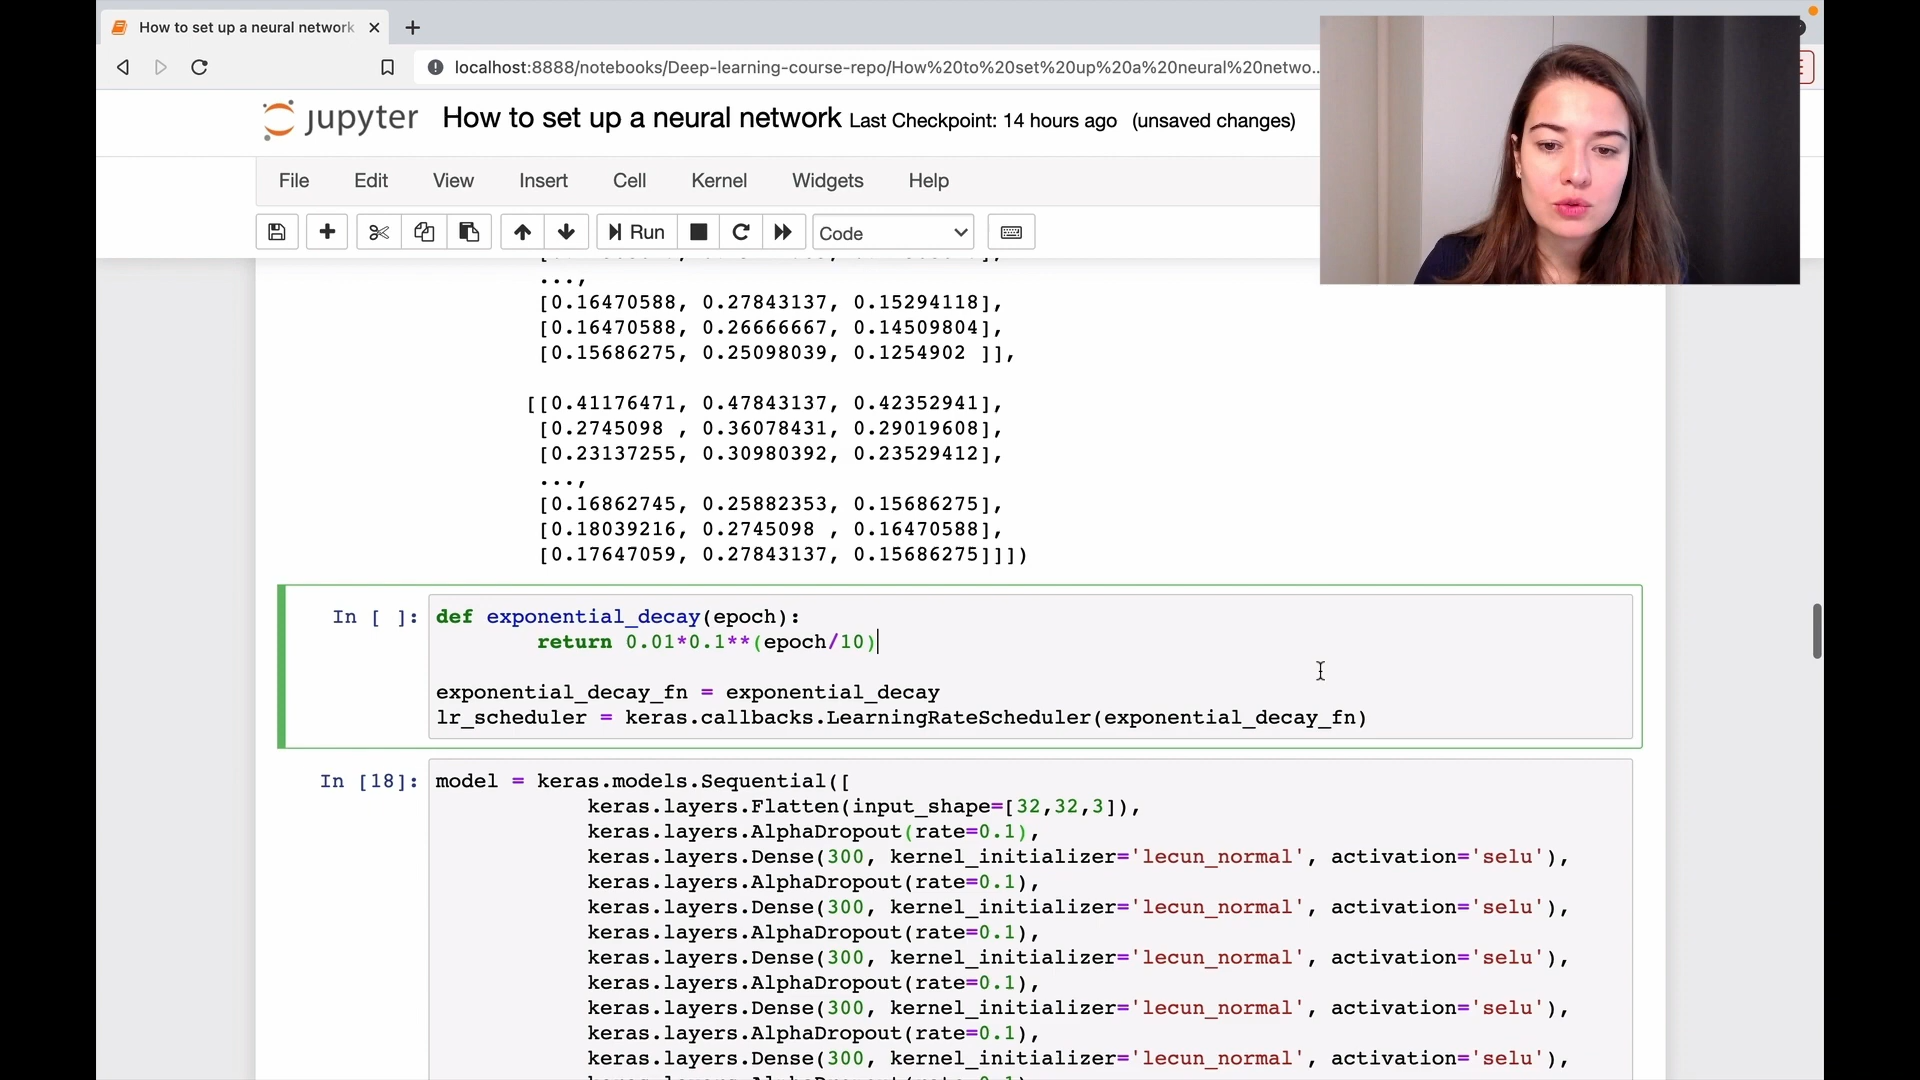 How to set up a neural network
localhost:8888/notebooks/Deep-learning-course-repo/How%20to%20set%20up%20a%20neural%20netwo...
jupyter How to set up a neural network Last Checkpoint: 14 hours ago (unsaved changes)
File Edit View Insert Cell Kernel Widgets Help
Run Code
...,
[0.16470588, 0.27843137, 0.15294118],
[0.16470588, 0.26666667, 0.14509804],
[0.15686275, 0.25098039, 0.1254902 ]],
[[0.41176471, 0.47843137, 0.42352941],
[0.2745098 , 0.36078431, 0.29019608],
[0.23137255, 0.30980392, 0.23529412],
...,
[0.16862745, 0.25882353, 0.15686275],
[0.18039216, 0.2745098 , 0.16470588],
[0.17647059, 0.27843137, 0.15686275]]])
In [ ]: def exponential_decay(epoch):
return 0.01*0.1**(epoch/10)
exponential_decay_fn = exponential_decay
lr_scheduler = keras.callbacks.LearningRateScheduler(exponential_decay_fn)
In [18]: model = keras.models.Sequential([
keras.layers.Flatten(input_shape=[32,32,3]),
keras.layers.AlphaDropout(rate=0.1),
keras.layers.Dense(300, kernel_initializer='lecun_normal', activation='selu'),
keras.layers.AlphaDropout(rate=0.1),
keras.layers.Dense(300, kernel_initializer='lecun_normal', activation='selu'),
keras.layers.AlphaDropout(rate=0.1),
keras.layers.Dense(300, kernel_initializer='lecun_normal', activation='selu'),
keras.layers.AlphaDropout(rate=0.1),
keras.layers.Dense(300, kernel_initializer='lecun_normal', activation='selu'),
keras.layers.AlphaDropout(rate=0.1),
keras.layers.Dense(300, kernel_initializer='lecun_normal', activation='selu'),